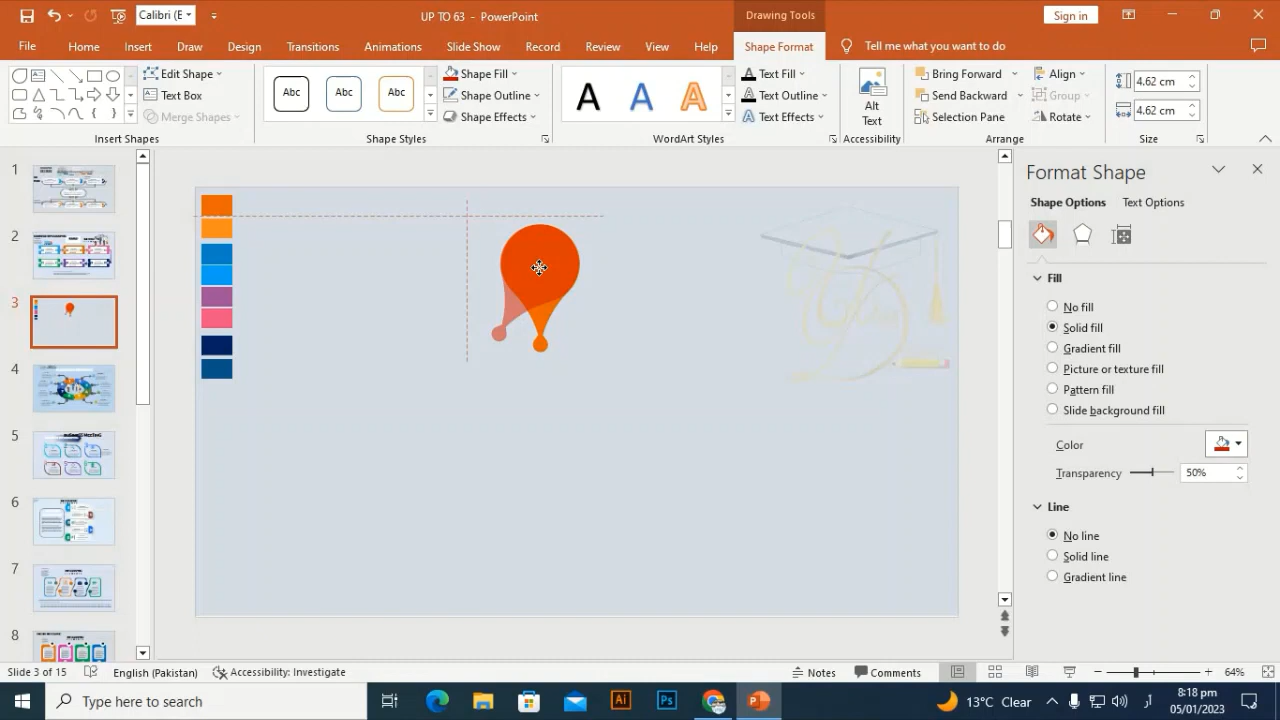 Calibri (E
UP TO 63 - PowerPoint
Drawing Tools
Sign in
File
Home
Insert
Draw
Design
Transitions
Animations
Slide Show
Record
Review
View
Help
Shape Format
Tell me what you want to do
Edit Shape
Text Box
Merge Shapes
Insert Shapes
Abc
Abc
Abc
Shape Fill
Shape Outline
Shape Effects
Shape Styles
A
A
A
Text Fill
Text Outline
Text Effects
WordArt Styles
Alt
Text
Accessibility
Bring Forward
Send Backward
Selection Pane
Align
Group
Rotate
Arrange
4.62 cm
4.62 cm
Size
1
2
3
4
5
6
7
8
Format Shape
Shape Options
Text Options
Fill
No fill
Solid fill
Gradient fill
Picture or texture fill
Pattern fill
Slide background fill
Color
Transparency
50%
Line
No line
Solid line
Gradient line
Slide 3 of 15
English (Pakistan)
Accessibility: Investigate
Notes
Comments
64%
Type here to search
Ai
Ps
13°C Clear
8:18 pm
05/01/2023